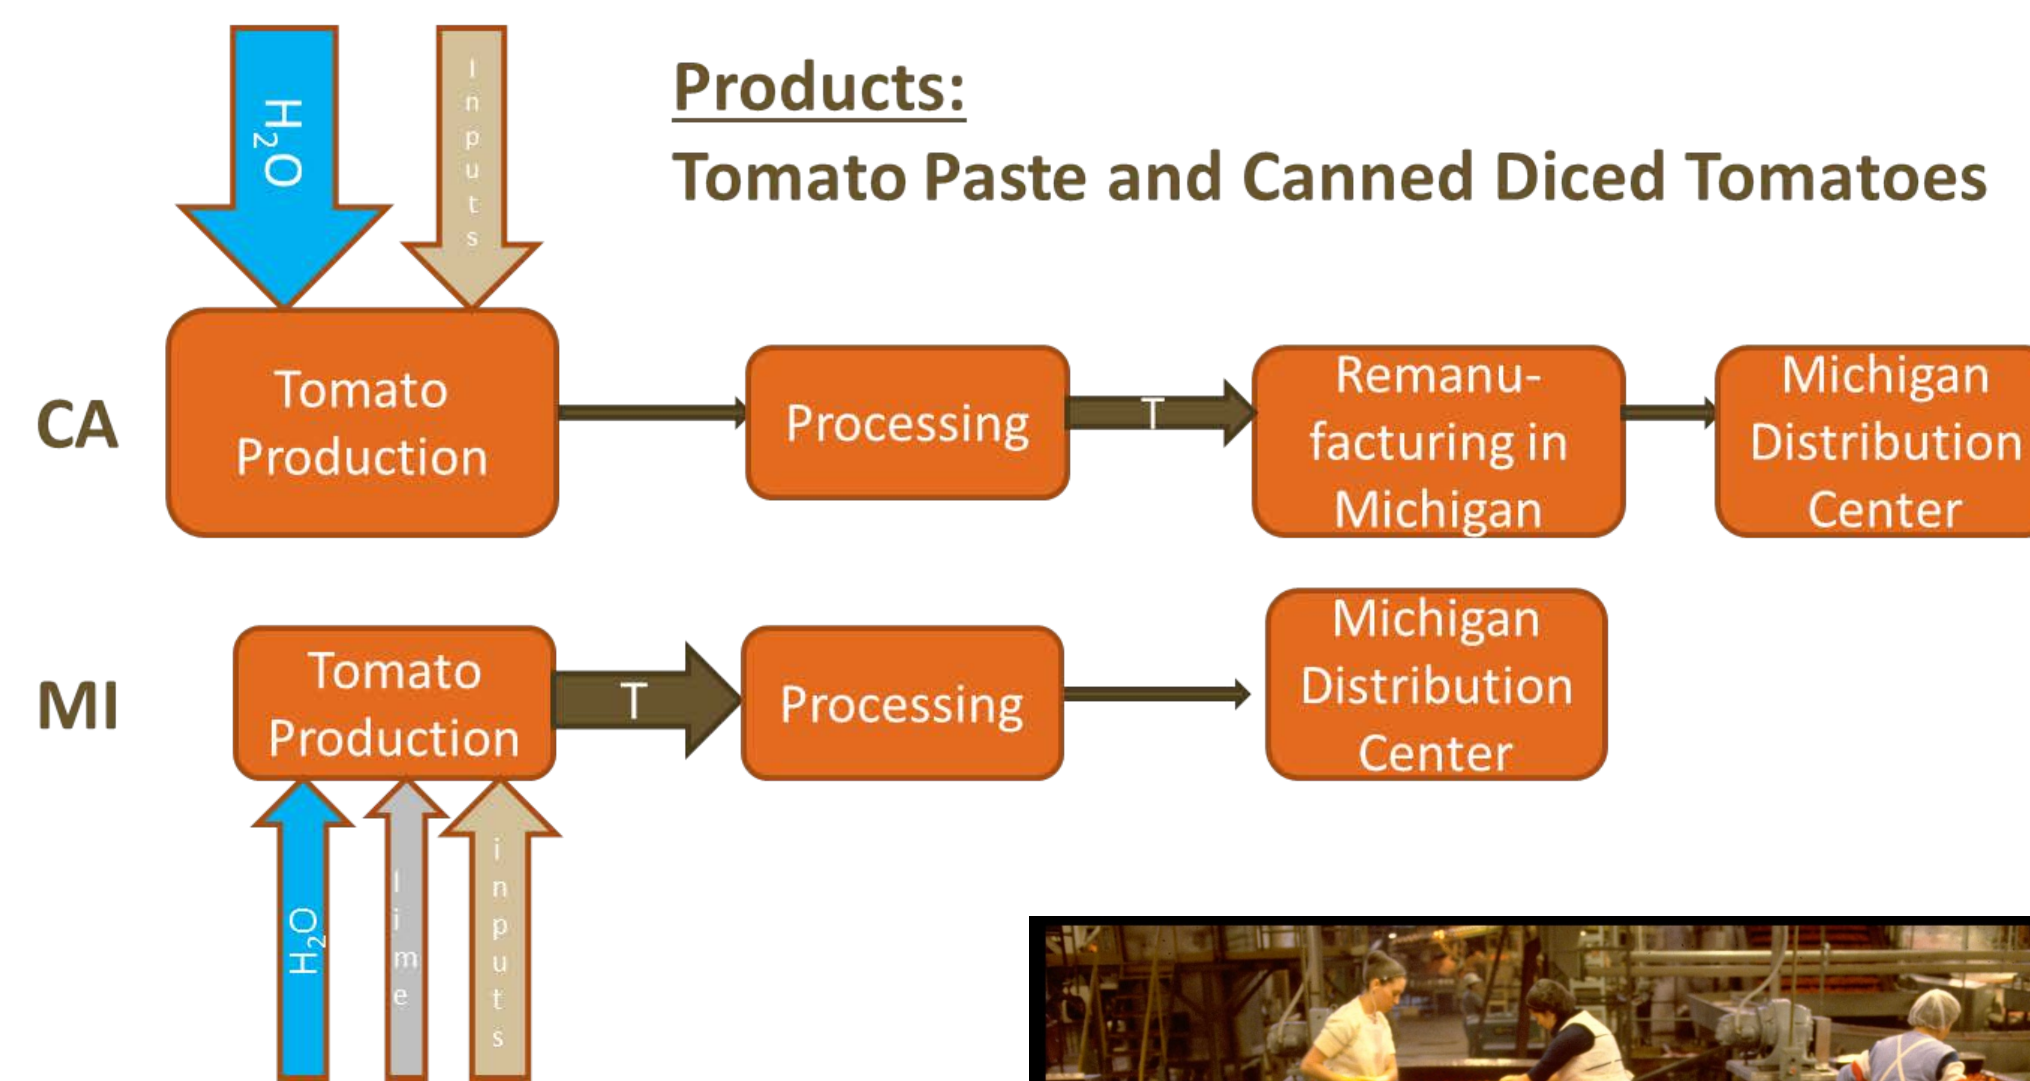 H₂O
Inputs
Products:
Tomato Paste and Canned Diced Tomatoes
CA
Tomato
Production
Processing
T
Remanu-
facturing in
Michigan
Michigan
Distribution
Center
MI
Tomato
Production
T
Processing
Michigan
Distribution
Center
H₂O
lime
inputs